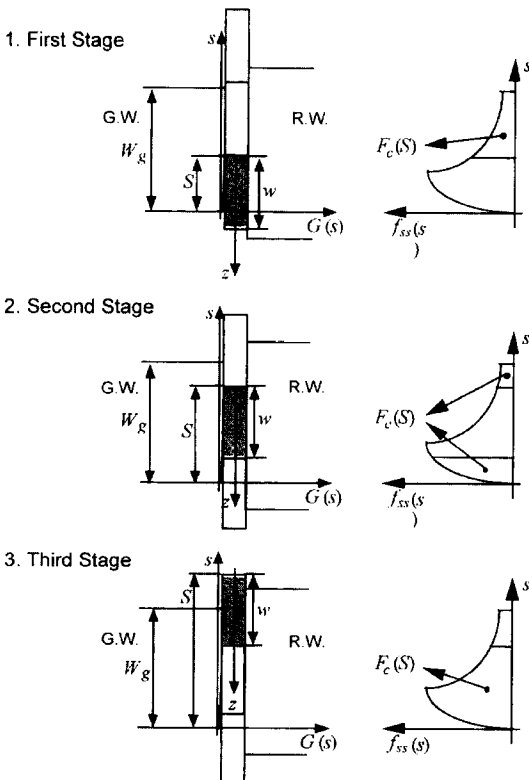 1. First Stage
s
G.W.
R.W.
W_g
S
w
G(s)
z
s
F_c(S)
f_ss(s
)
2. Second Stage
s
G.W.
R.W.
W_g
S
w
G(s)
z
s
F_c(S)
f_ss(s
)
3. Third Stage
s
S
w
G.W.
R.W.
W_g
z
G(s)
s
F_c(S)
f_ss(s)